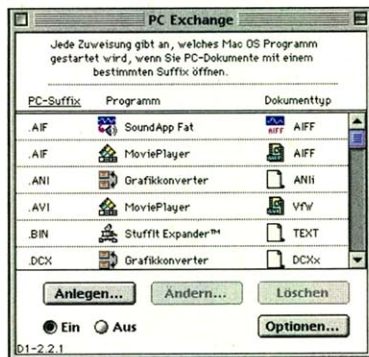 PC Exchange
Jede Zuweisung gibt an, welches Mac OS Programm
gestartet wird, wenn Sie PC-Dokumente mit einem
bestimmten Suffix öffnen.
PC-Suffix Programm Dokumenttyp
.AIF SoundApp Fat AIFF AIFF
.AIF MoviePlayer AIFF
.ANI Grafikkonverter ANIi
.AVI MoviePlayer VfW
.BIN StuffIt Expander™ TEXT
.DCX Grafikkonverter DCXx
Anlegen... Ändern... Löschen
Ein Aus Optionen...
D1-2.2.1